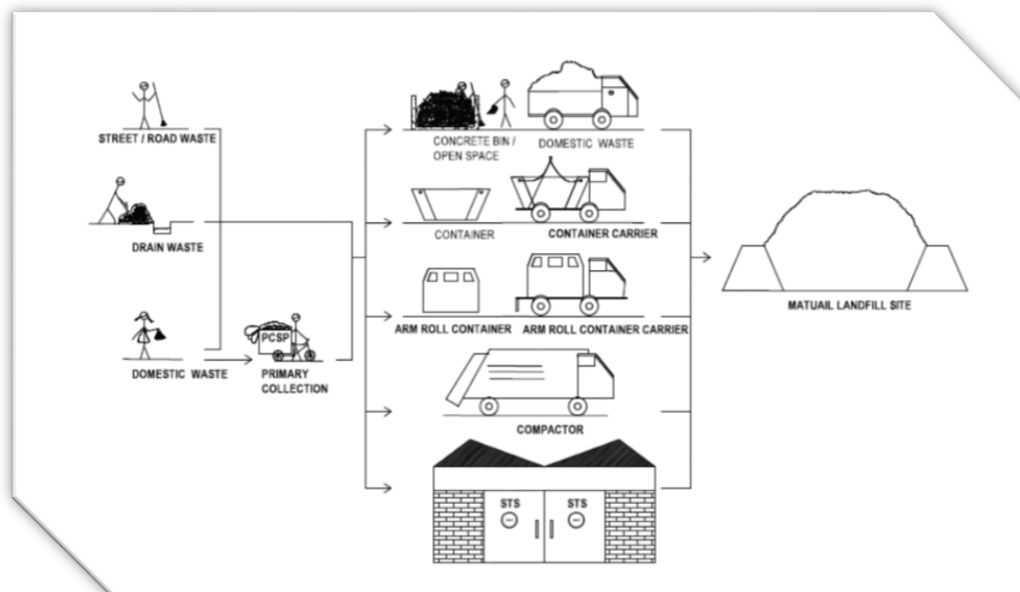 STREET / ROAD WASTE
DRAIN WASTE
DOMESTIC WASTE
PCSP
PRIMARY
COLLECTION
CONCRETE BIN /
OPEN SPACE
DOMESTIC WASTE
CONTAINER
CONTAINER CARRIER
ARM ROLL CONTAINER
ARM ROLL CONTAINER CARRIER
COMPACTOR
STS
STS
MATUAIL LANDFILL SITE